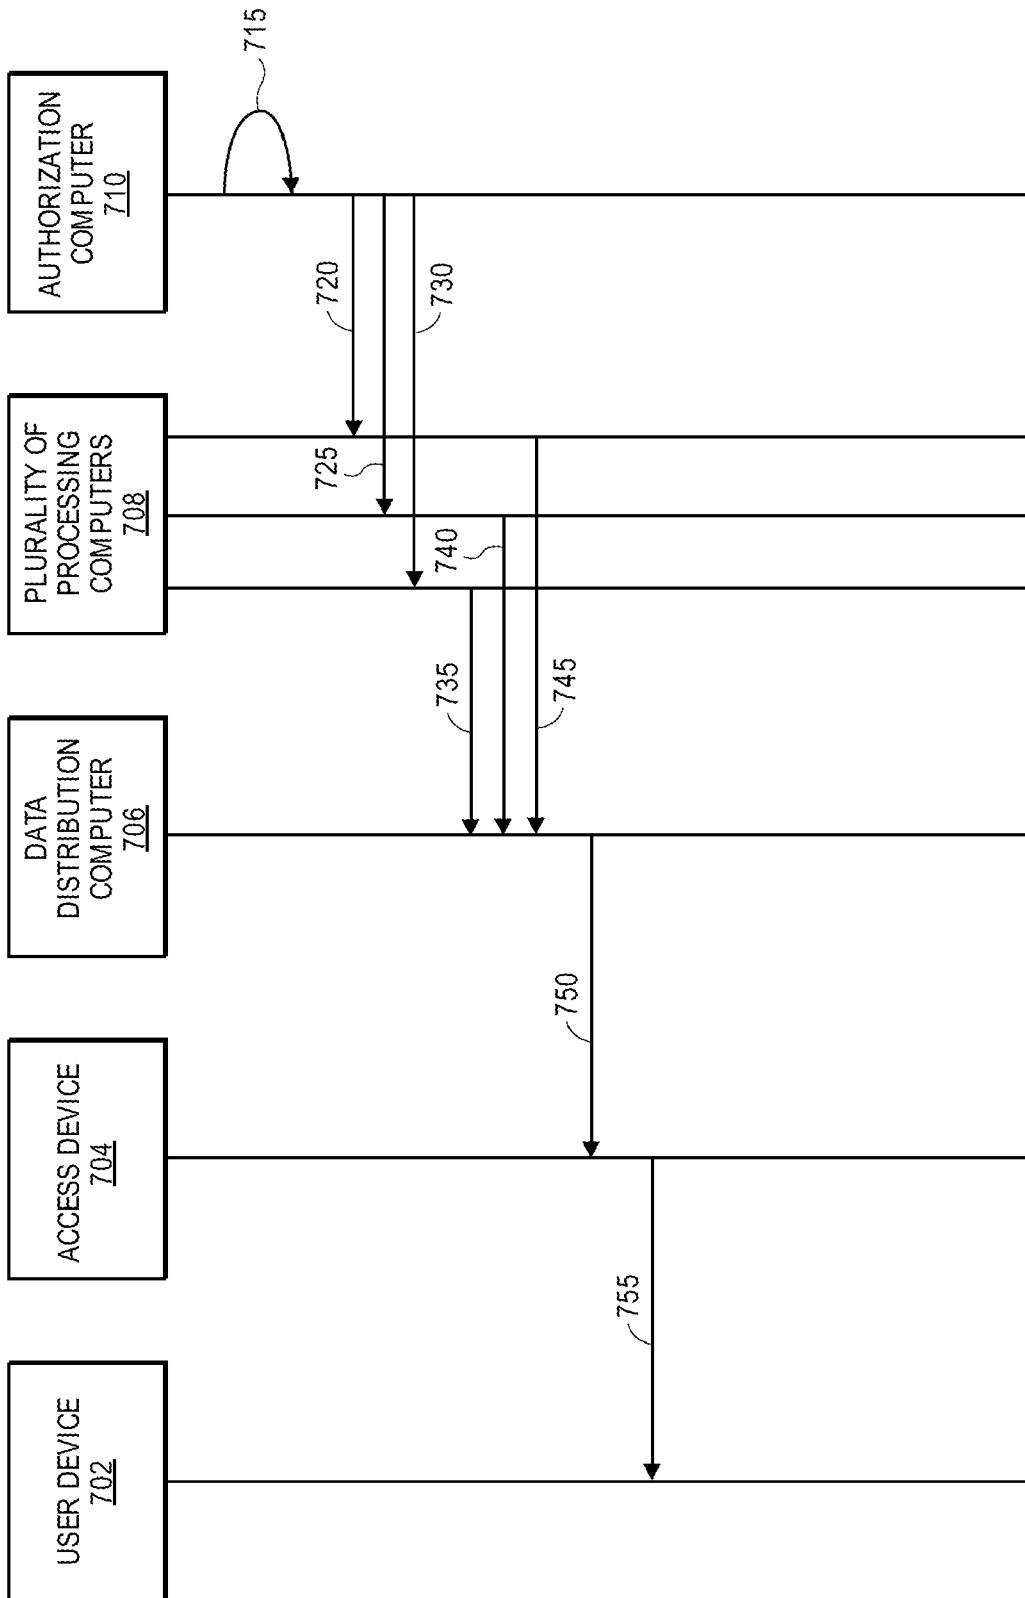 USER DEVICE
702
ACCESS DEVICE
704
DATA
DISTRIBUTION
COMPUTER
706
PLURALITY OF
PROCESSING
COMPUTERS
708
AUTHORIZATION
COMPUTER
710
715
720
725
730
735
740
745
750
755